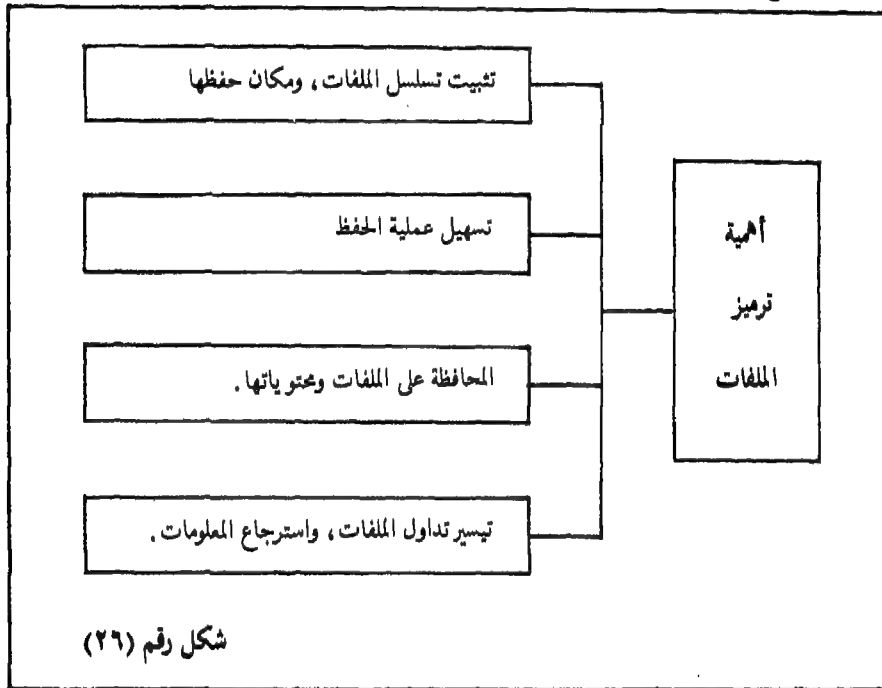 أهمية
ترميز
الملفات
تثبيت تسلسل الملفات، ومكان حفظها
تسهيل عملية الحفظ
المحافظة على الملفات ومحتوياتها.
تيسير تداول الملفات، واسترجاع المعلومات.
شكل رقم (٢٦)